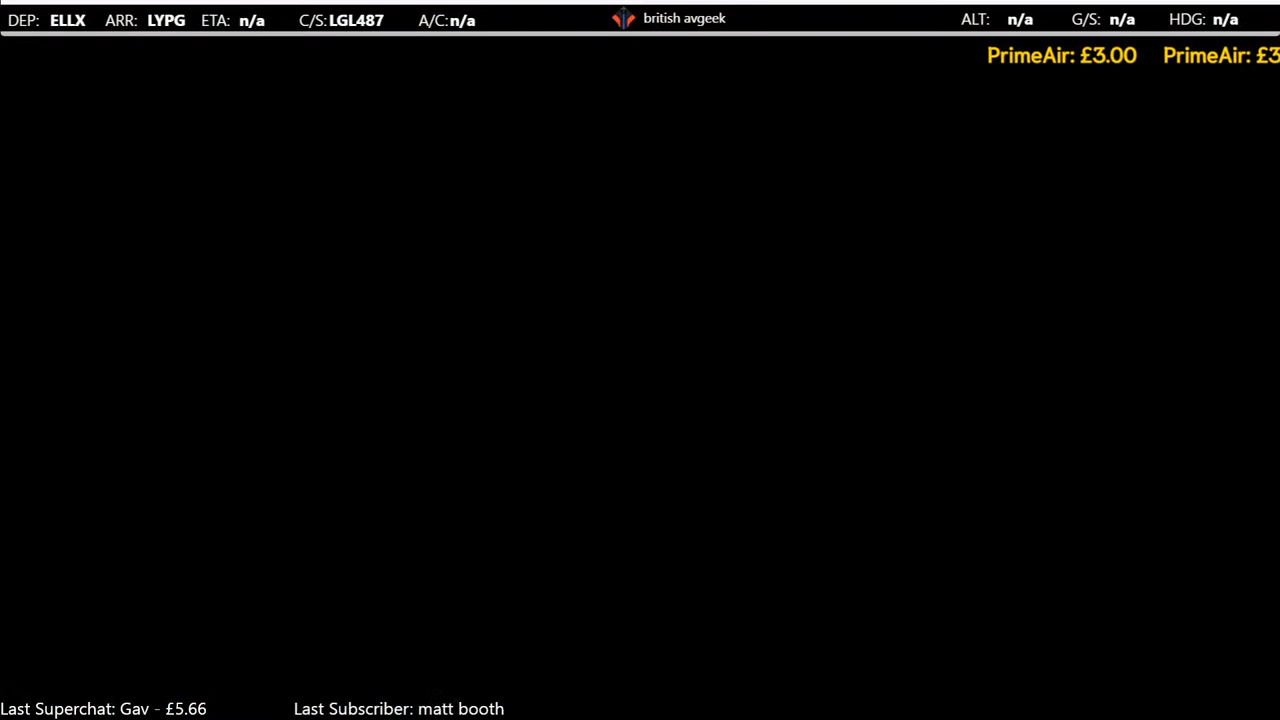 DEP: ELLX ARR: LYPG ETA: n/a C/S:LGL487 A/C:n/a british avgeek ALT: n/a G/S: n/a HDG: n/a
PrimeAir: £3.00 PrimeAir: £3
Last Superchat: Gav - £5.66 Last Subscriber: matt booth